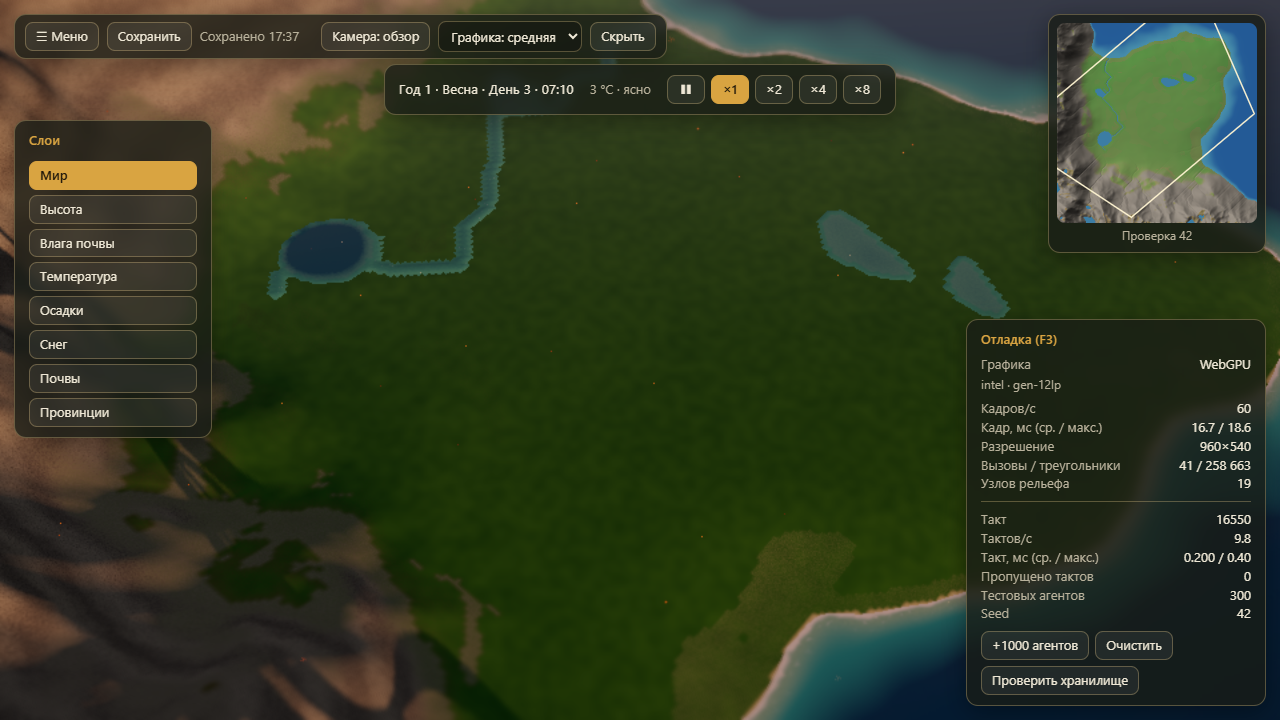 ☰ Меню Сохранить Сохранено 17:37 Камера: обзор Графика: средняя Скрыть
Год 1 · Весна · День 3 · 07:10 3 °C · ясно ×1 ×2 ×4 ×8
Проверка 42
Слои
Мир
Высота
Влага почвы
Температура
Осадки
Снег
Почвы
Провинции
Отладка (F3)
Графика WebGPU
intel · gen-12lp
Кадров/с 60
Кадр, мс (ср. / макс.) 16.7 / 18.6
Разрешение 960×540
Вызовы / треугольники 41 / 258 663
Узлов рельефа 19
Такт 16550
Тактов/с 9.8
Такт, мс (ср. / макс.) 0.200 / 0.40
Пропущено тактов 0
Тестовых агентов 300
Seed 42
+1000 агентов Очистить
Проверить хранилище